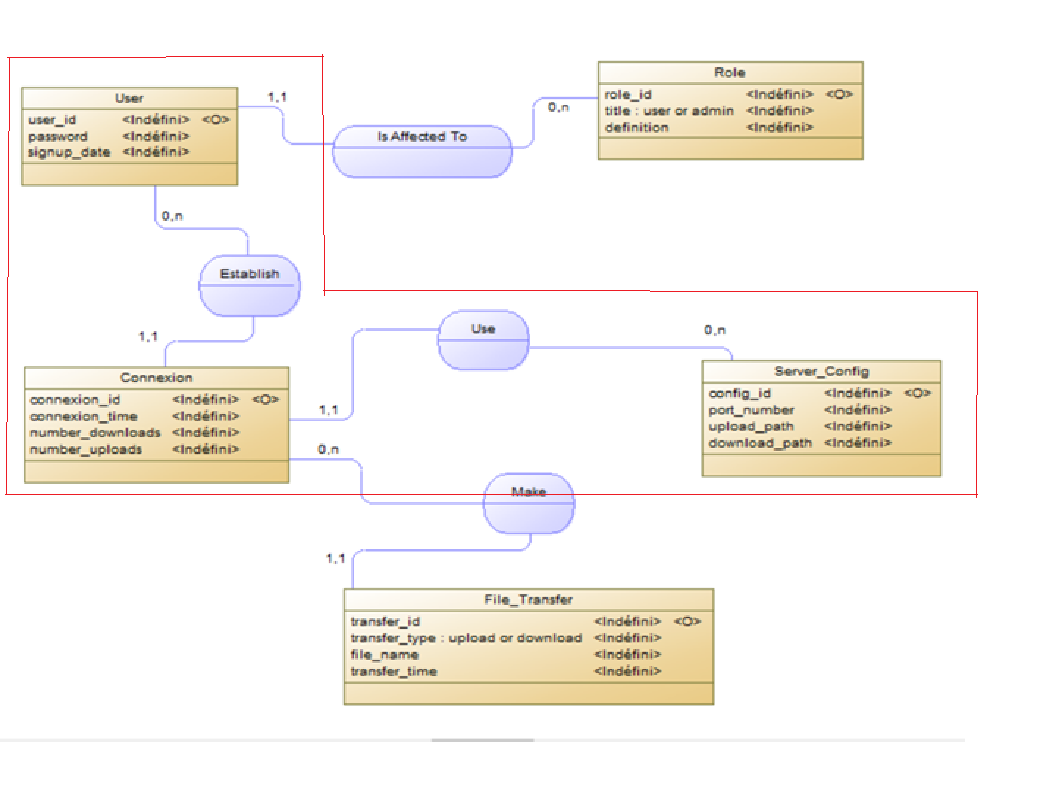 User
user_id <Indéfini> <O>
password <Indéfini>
signup_date <Indéfini>
1,1
Is Affected To
0,n
Role
role_id <Indéfini> <O>
title : user or admin <Indéfini>
definition <Indéfini>
0,n
Establish
1,1
Connexion
connexion_id <Indéfini> <O>
connexion_time <Indéfini>
number_downloads <Indéfini>
number_uploads <Indéfini>
1,1
Use
0,n
Server_Config
config_id <Indéfini> <O>
port_number <Indéfini>
upload_path <Indéfini>
download_path <Indéfini>
0,n
Make
1,1
File_Transfer
transfer_id <Indéfini> <O>
transfer_type : upload or download <Indéfini>
file_name <Indéfini>
transfer_time <Indéfini>